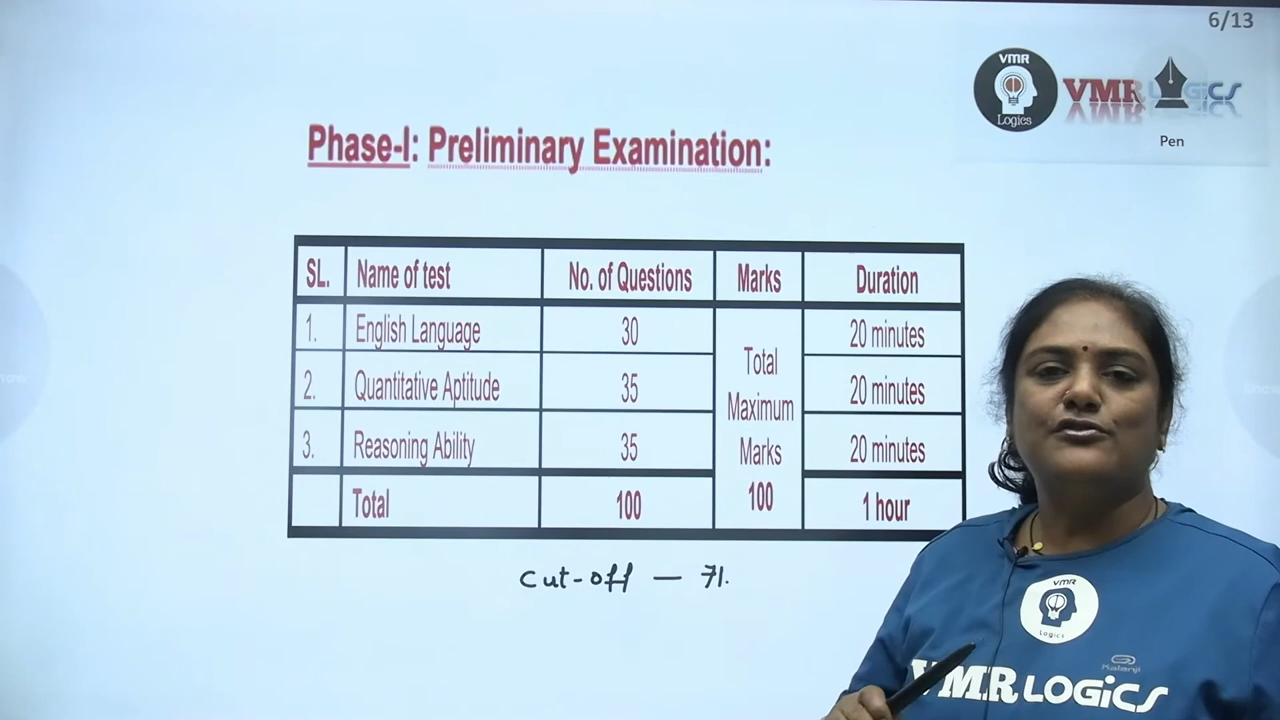 6/13
VMR
Logics
VMR LOGiCS
Pen
Phase-I: Preliminary Examination:
SL. Name of test No. of Questions Marks Duration
1. English Language 30 20 minutes
2. Quantitative Aptitude 35 20 minutes
3. Reasoning Ability 35 20 minutes
Total Maximum Marks 100
Total 100 1 hour
Cut-off — 71.
VMR
Logics
Kalanji
VMR LOGiCS